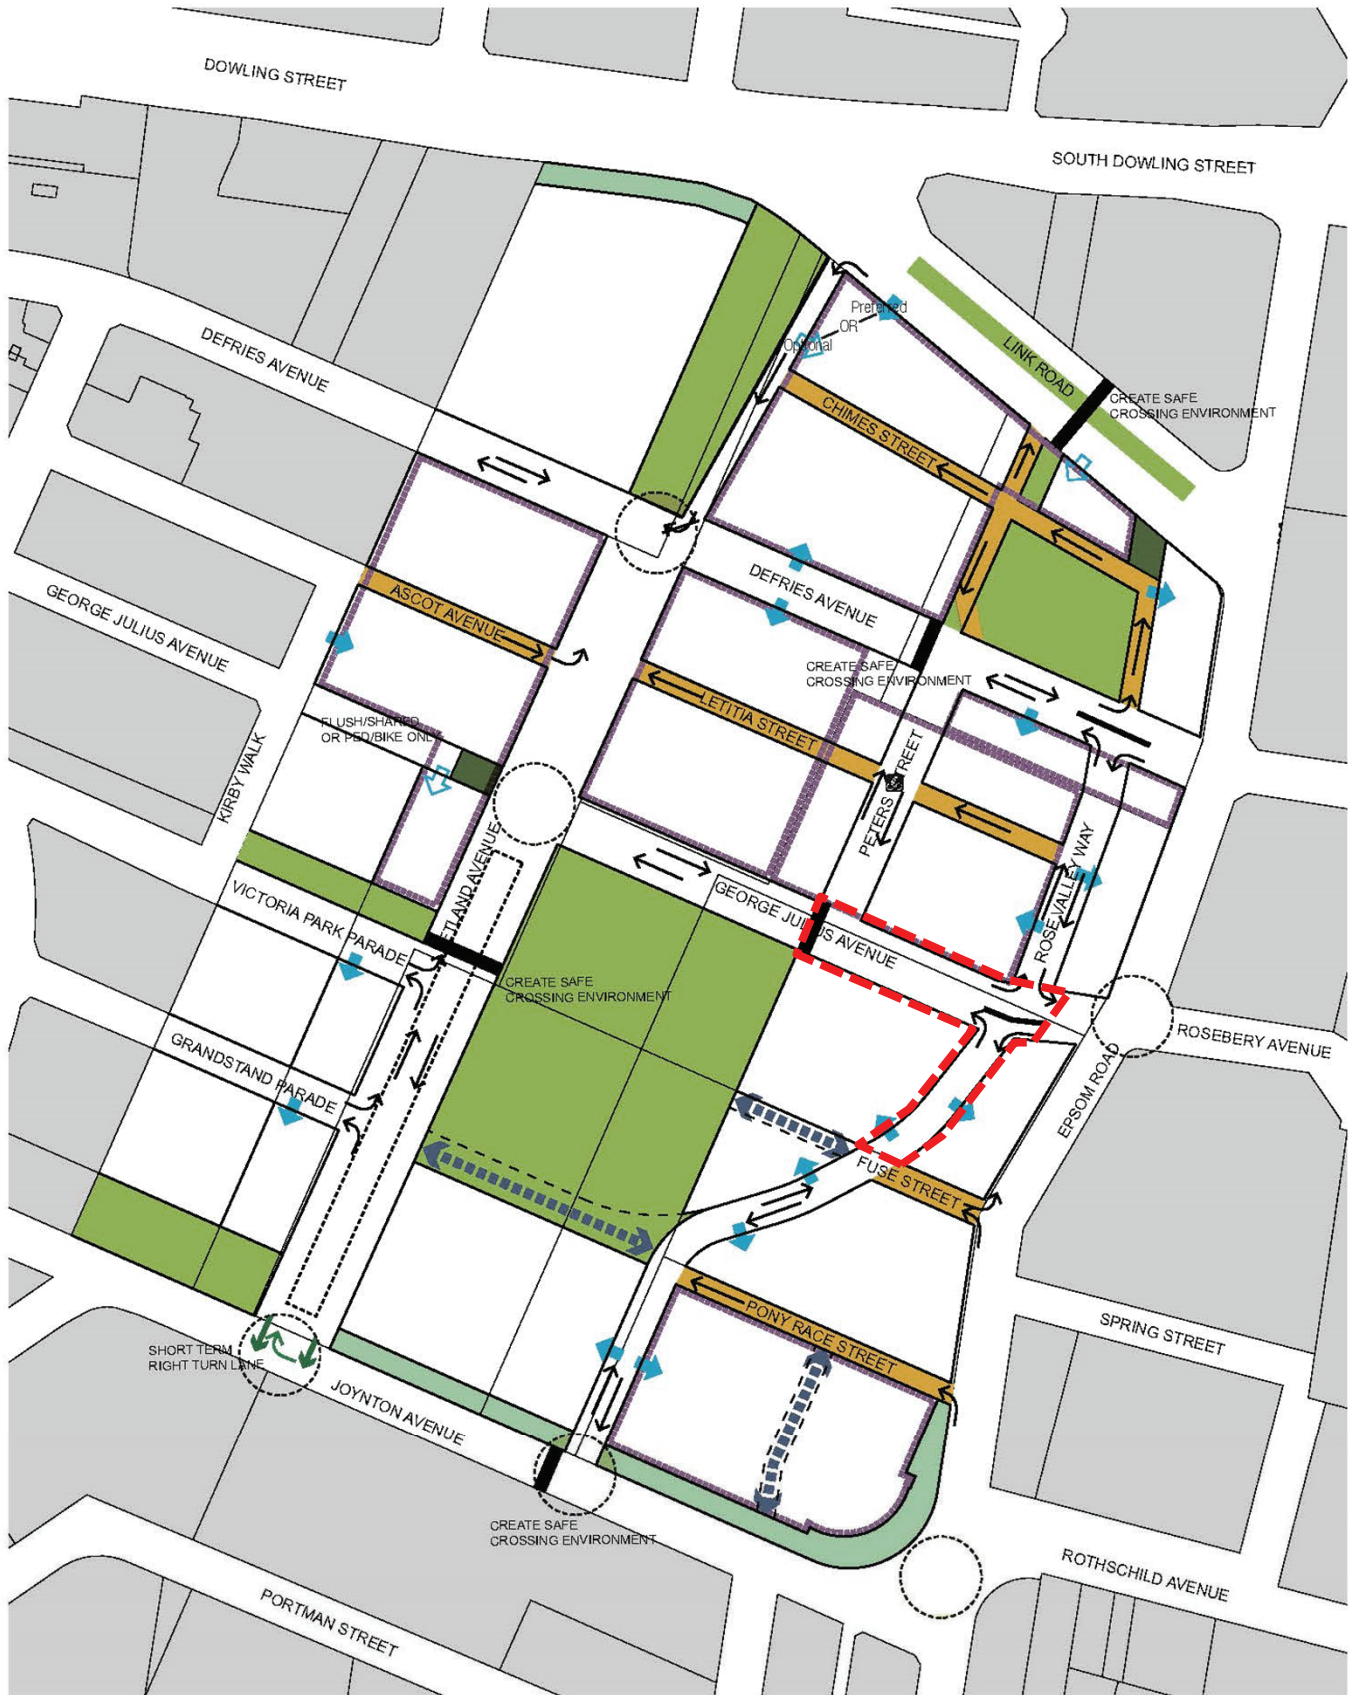 DOWLING STREET
SOUTH DOWLING STREET
Preferred
OR
Optional
LINK ROAD
DEFRIES AVENUE
CREATE SAFE
CROSSING ENVIRONMENT
CHIMES STREET
DEFRIES AVENUE
GEORGE JULIUS AVENUE
ASCOT AVENUE
CREATE SAFE
CROSSING ENVIRONMENT
LETITIA STREET
FLUSH/SHARED
OR PED/BIKE ONLY
KIRBY WALK
PETERS STREET
ROSE VALLEY WAY
ETLAND AVENUE
GEORGE JULIUS AVENUE
VICTORIA PARK PARADE
CREATE SAFE
CROSSING ENVIRONMENT
ROSEBERY AVENUE
GRANDSTAND PARADE
EPSOM ROAD
FUSE STREET
PONY RACE STREET
SPRING STREET
SHORT TERM
RIGHT TURN LANE
JOYNTON AVENUE
CREATE SAFE
CROSSING ENVIRONMENT
ROTHSCHILD AVENUE
PORTMAN STREET